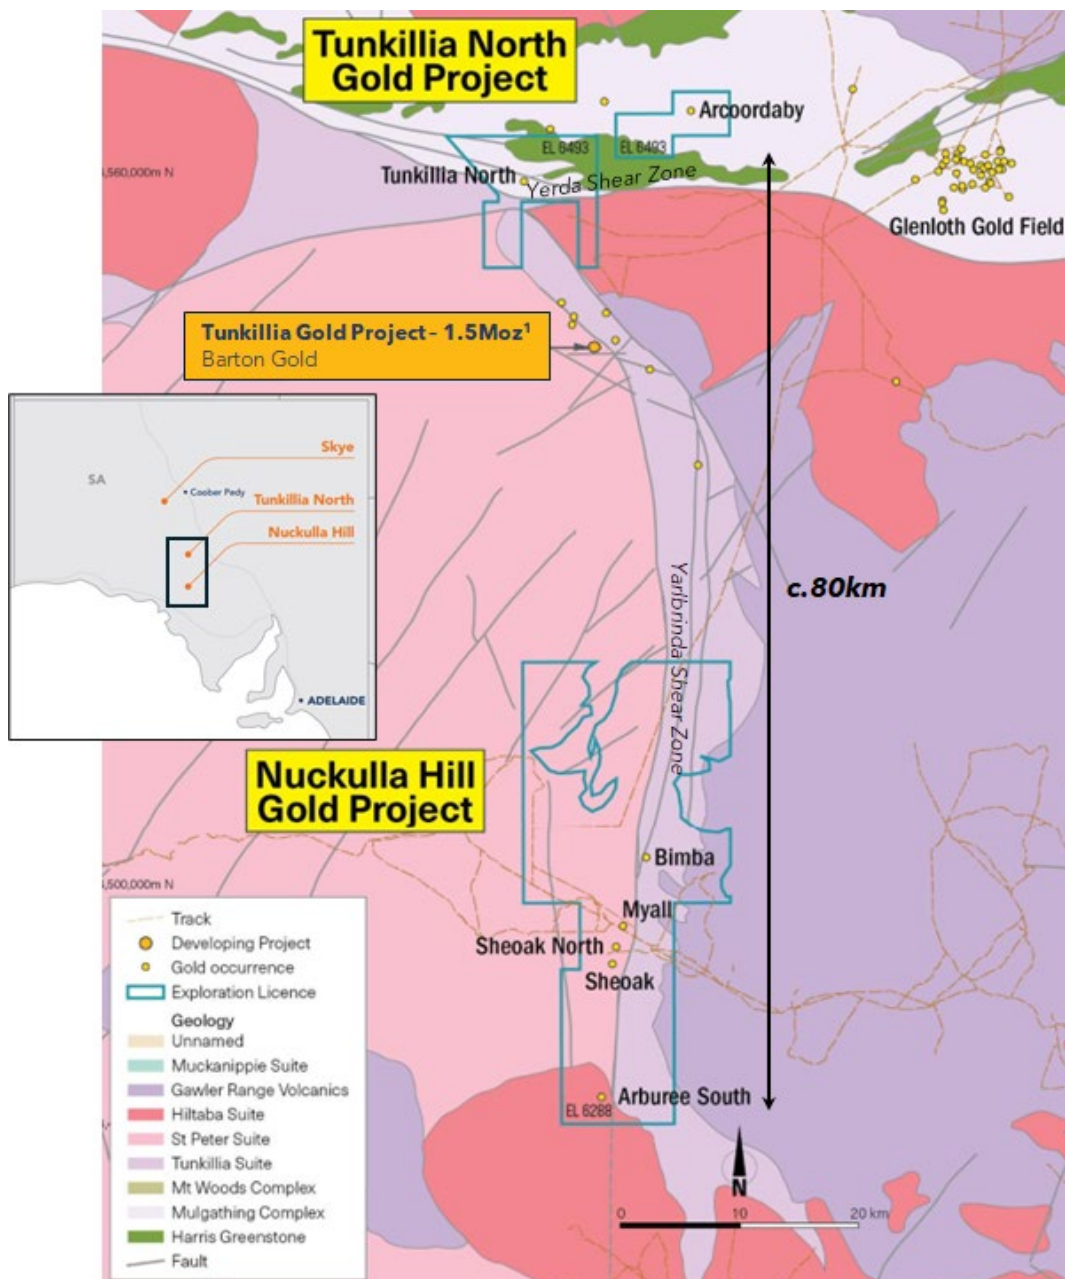 Tunkillia North
Gold Project
Arcoordaby
EL 6493
EL 6493
Tunkillia North
Yerda Shear Zone
,560,000m N
Glenloth Gold Field
Tunkillia Gold Project – 1.5Moz¹
Barton Gold
Skye
SA
Coober Pedy
Tunkillia North
Nuckulla Hill
ADELAIDE
Yarlbrinda Shear Zone
c.80km
Nuckulla Hill
Gold Project
Bimba
,500,000m N
Myall
Sheoak North
Sheoak
Arburee South
EL 6288
Track
Developing Project
Gold occurrence
Exploration Licence
Geology
Unnamed
Muckanippie Suite
Gawler Range Volcanics
Hiltaba Suite
St Peter Suite
Tunkillia Suite
Mt Woods Complex
Mulgathing Complex
Harris Greenstone
Fault
N
0 10 20 km